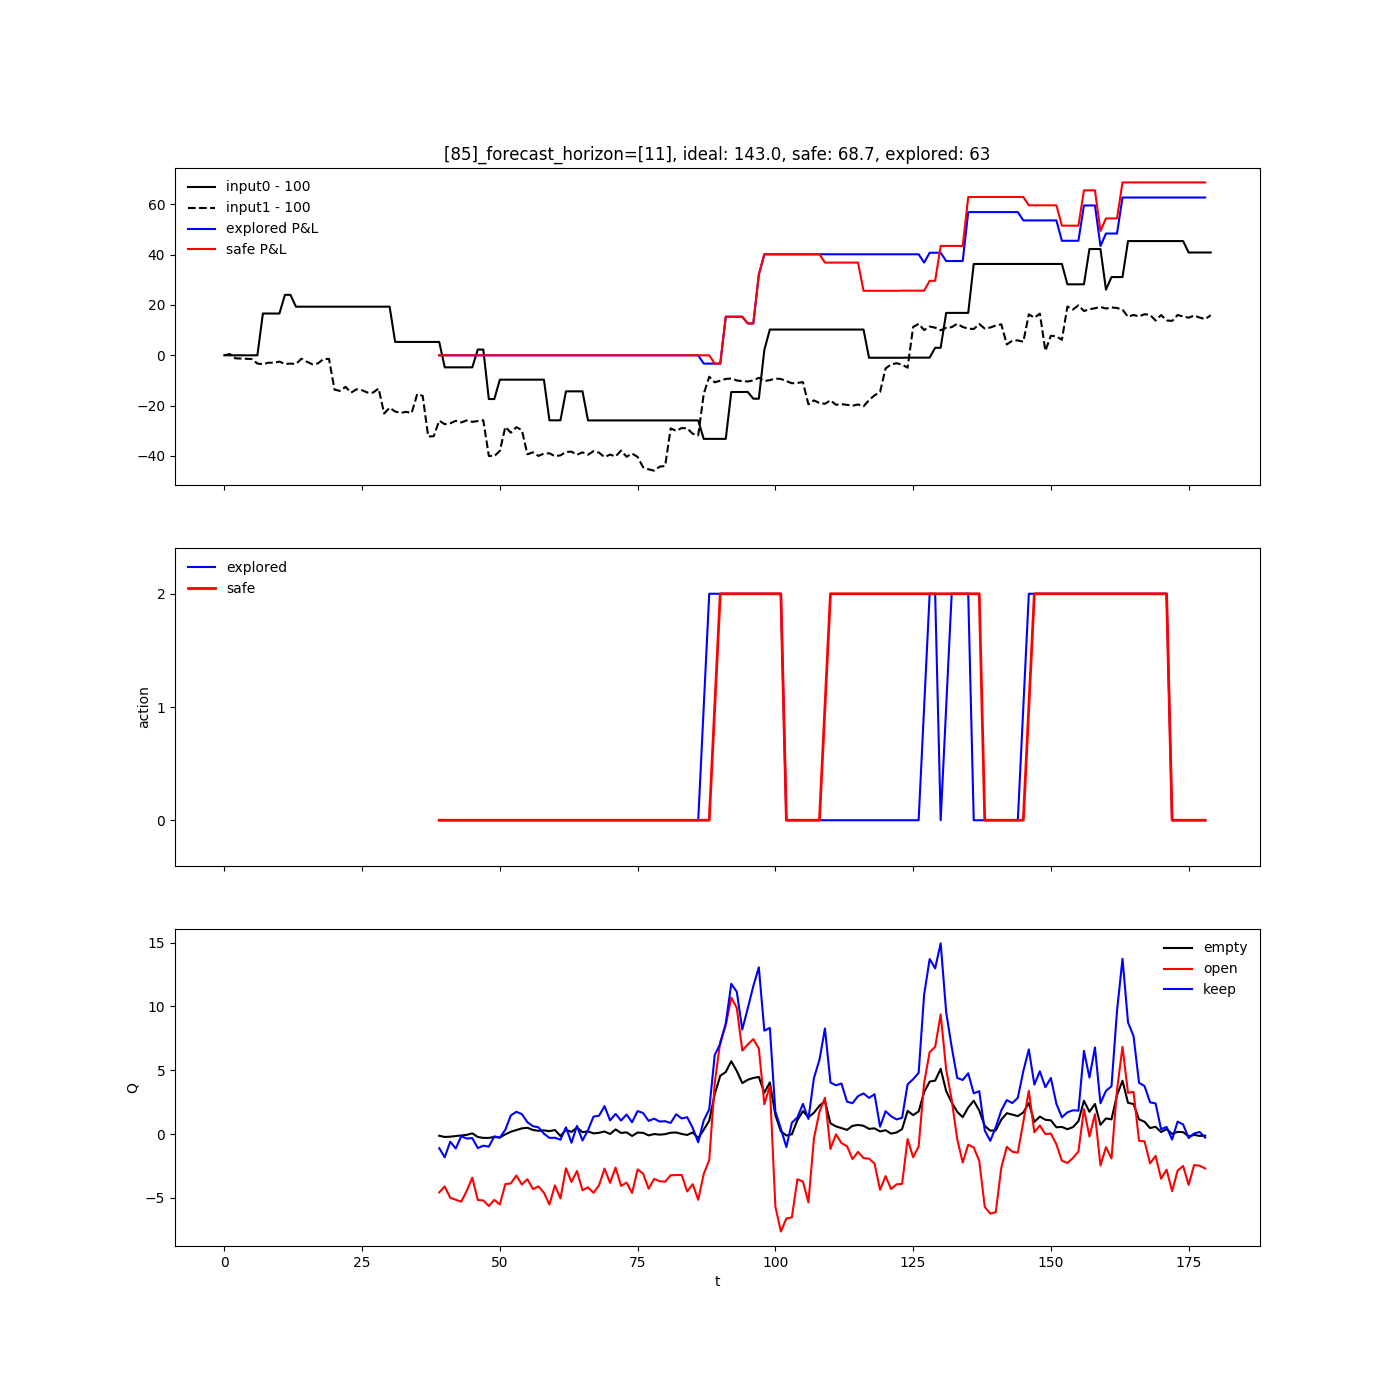 [85]_forecast_horizon=[11], ideal: 143.0, safe: 68.7, explored: 63
input0 - 100
input1 - 100
explored P&L
safe P&L
60
40
20
0
−20
−40
explored
safe
2
1
0
action
empty
open
keep
15
10
5
0
−5
Q
0 25 50 75 100 125 150 175
t